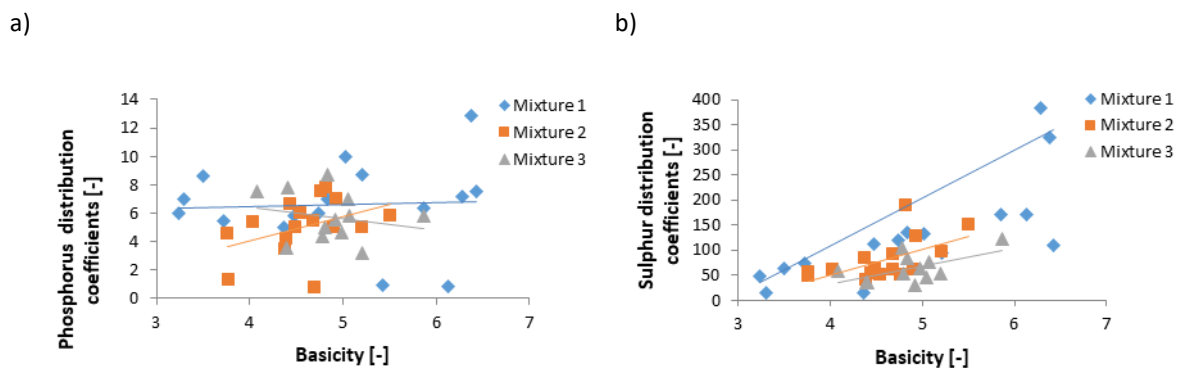 a)
Phosphorus distribution
coefficients [-]
14
12
10
8
6
4
2
0
3
4
5
6
7
Basicity [-]
Mixture 1
Mixture 2
Mixture 3
b)
Sulphur distribution
coefficients [-]
400
350
300
250
200
150
100
50
0
3
4
5
6
7
Basicity [-]
Mixture 1
Mixture 2
Mixture 3